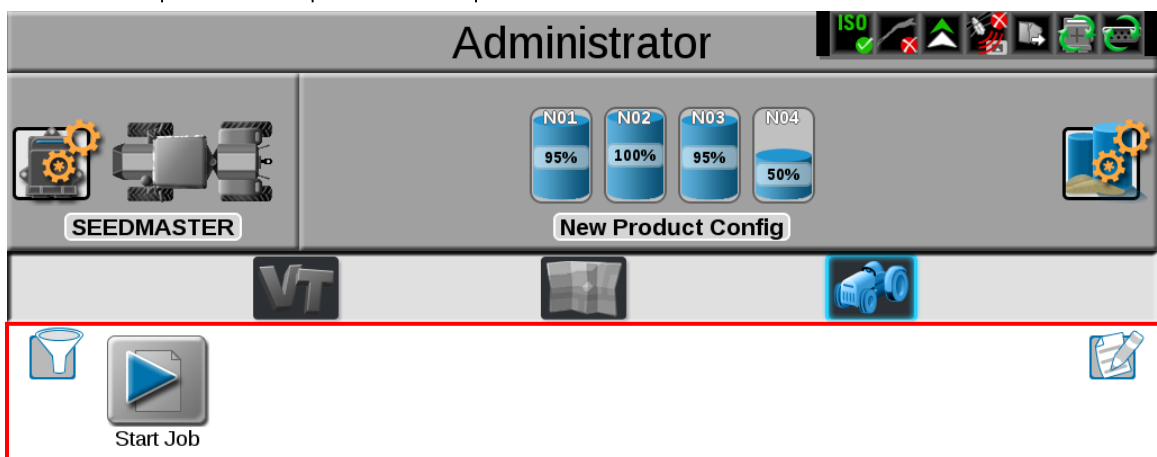 Administrator
ISO
N01 N02 N03 N04
95% 100% 95% 50%
SEEDMASTER
New Product Config
VT
Start Job